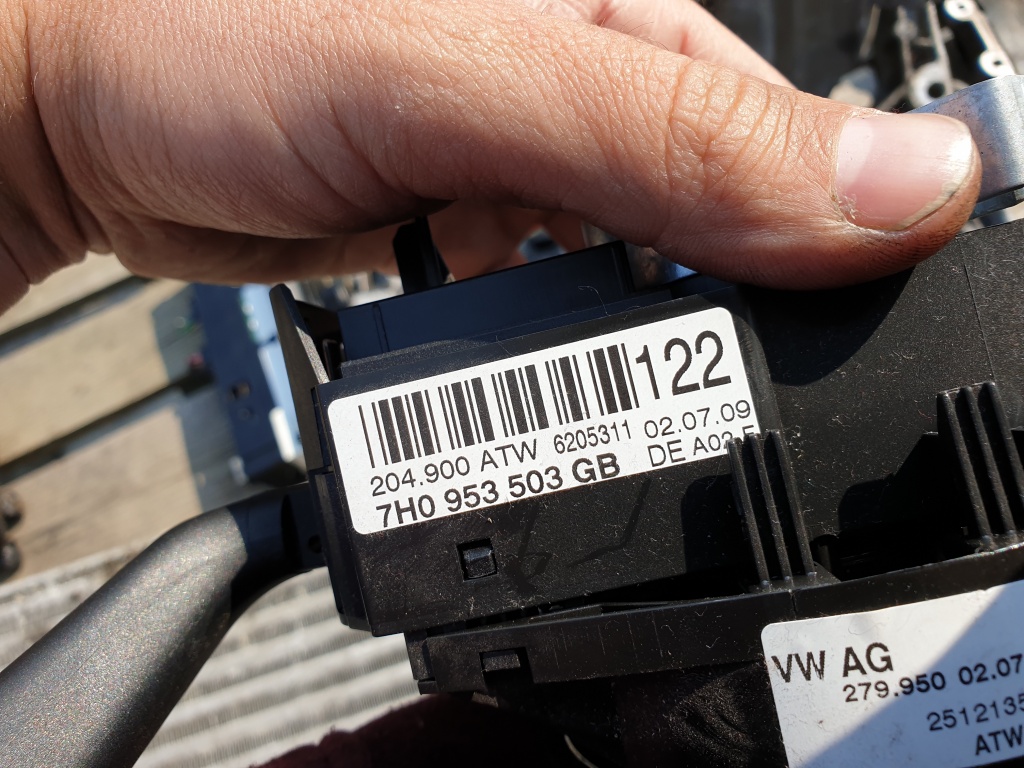 122
204.900 ATW 6205311 02.07.09
7H0 953 503 GB DE A02
VW AG
279.950 02.07
2512135
ATW